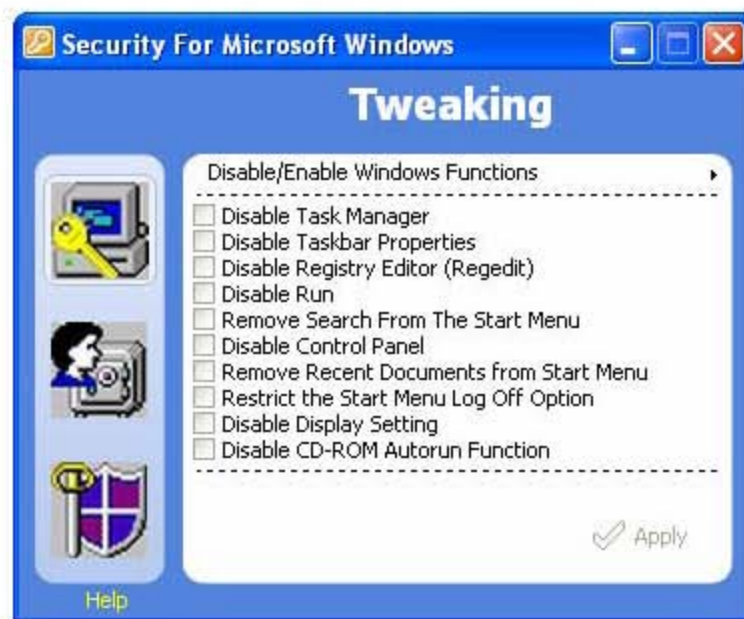 Security For Microsoft Windows
Tweaking
Disable/Enable Windows Functions
Disable Task Manager
Disable Taskbar Properties
Disable Registry Editor (Regedit)
Disable Run
Remove Search From The Start Menu
Disable Control Panel
Remove Recent Documents from Start Menu
Restrict the Start Menu Log Off Option
Disable Display Setting
Disable CD-ROM Autorun Function
Apply
Help